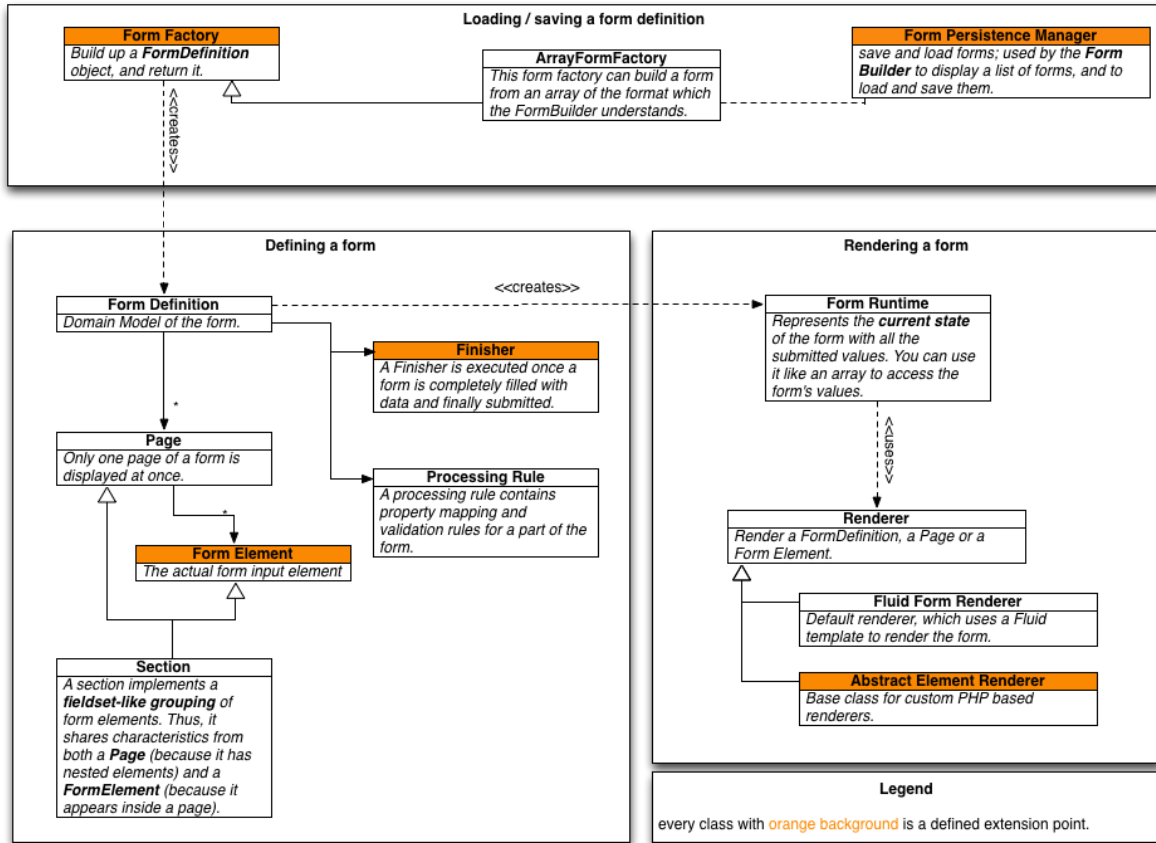 Loading / saving a form definition
Form Factory
Build up a FormDefinition
object, and return it.
ArrayFormFactory
This form factory can build a form
from an array of the format which
the FormBuilder understands.
Form Persistence Manager
save and load forms; used by the Form
Builder to display a list of forms, and to
load and save them.
<<creates>>
Defining a form
Form Definition
Domain Model of the form.
<<creates>>
Finisher
A Finisher is executed once a
form is completely filled with
data and finally submitted.
*
Page
Only one page of a form is
displayed at once.
Processing Rule
A processing rule contains
property mapping and
validation rules for a part of the
form.
*
Form Element
The actual form input element
Section
A section implements a
fieldset-like grouping of
form elements. Thus, it
shares characteristics from
both a Page (because it has
nested elements) and a
FormElement (because it
appears inside a page).
Rendering a form
Form Runtime
Represents the current state
of the form with all the
submitted values. You can use
it like an array to access the
form's values.
<<uses>>
Renderer
Render a FormDefinition, a Page or a
Form Element.
Fluid Form Renderer
Default renderer, which uses a Fluid
template to render the form.
Abstract Element Renderer
Base class for custom PHP based
renderers.
Legend
every class with orange background is a defined extension point.